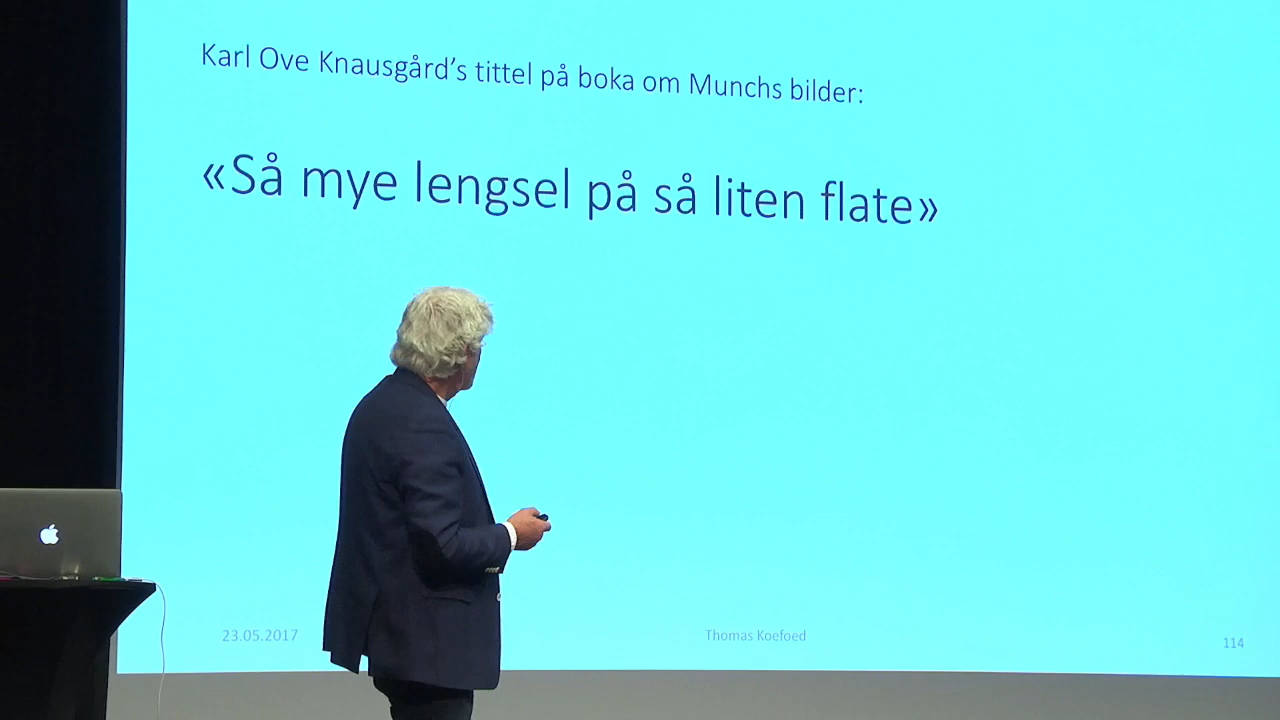 Karl Ove Knausgård’s tittel på boka om Munchs bilder:
«Så mye lengsel på så liten flate»
23.05.2017
Thomas Koefoed
114